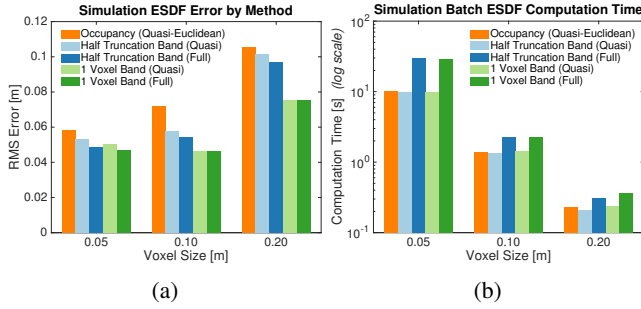 Simulation ESDF Error by Method
0.12
0.1
0.08
0.06
0.04
0.02
0
RMS Error [m]
Occupancy (Quasi-Euclidean)
Half Truncation Band (Quasi)
Half Truncation Band (Full)
1 Voxel Band (Quasi)
1 Voxel Band (Full)
0.05 0.10 0.20
Voxel Size [m]
(a)
Simulation Batch ESDF Computation Time
10^2
10^1
10^0
10^-1
Computation Time [s] (log scale)
Occupancy (Quasi-Euclidean)
Half Truncation Band (Quasi)
Half Truncation Band (Full)
1 Voxel Band (Quasi)
1 Voxel Band (Full)
0.05 0.10 0.20
Voxel Size [m]
(b)